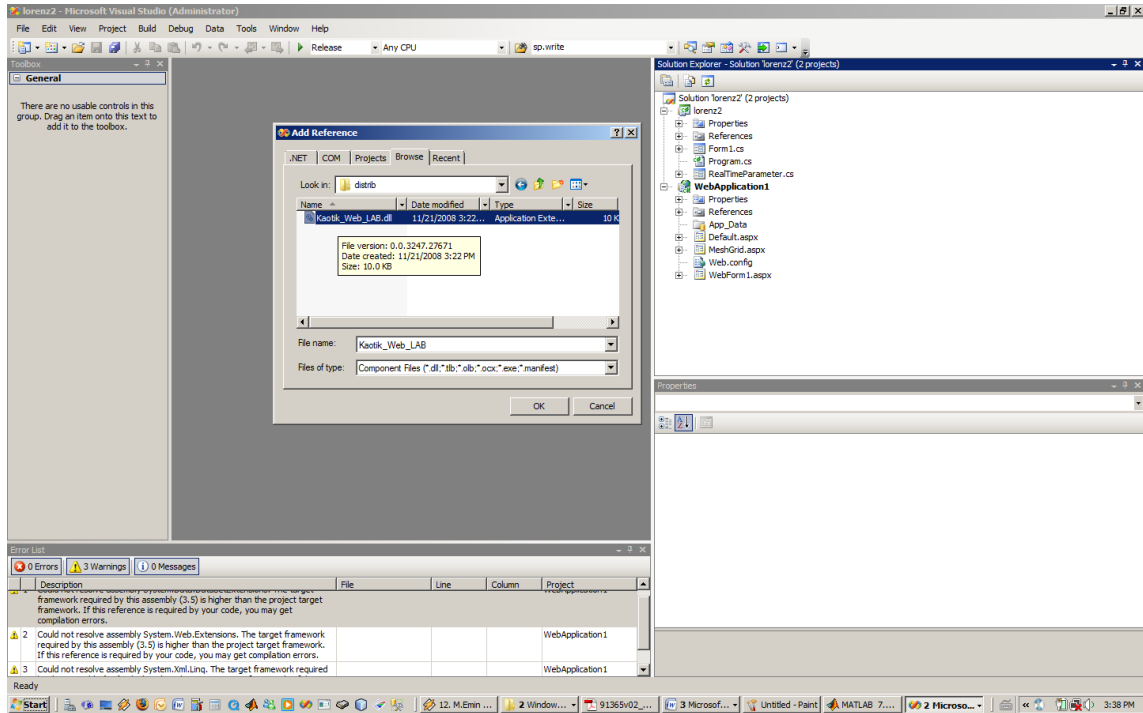 lorenz2 - Microsoft Visual Studio (Administrator)
File Edit View Project Build Debug Data Tools Window Help
Release Any CPU sp.write
Toolbox
General
There are no usable controls in this
group. Drag an item onto this text to
add it to the toolbox.
Add Reference
.NET COM Projects Browse Recent
Look in: distrib
Name Date modified Type Size
Kaotik_Web_LAB.dll 11/21/2008 3:22... Application Exte... 10 K
File version: 0.0.3247.27671
Date created: 11/21/2008 3:22 PM
Size: 10.0 KB
File name: Kaotik_Web_LAB
Files of type: Component Files (*.dll;*.tlb;*.olb;*.ocx;*.exe;*.manifest)
OK Cancel
Solution Explorer - Solution 'lorenz2' (2 projects)
Solution 'lorenz2' (2 projects)
lorenz2
Properties
References
Form1.cs
Program.cs
RealTimeParameter.cs
WebApplication1
Properties
References
App_Data
Default.aspx
MeshGrid.aspx
Web.config
WebForm1.aspx
Properties
Error List
0 Errors 3 Warnings 0 Messages
Description File Line Column Project
framework required by this assembly (3.5) is higher than the project target
framework. If this reference is required by your code, you may get
compilation errors.
2 Could not resolve assembly System.Web.Extensions. The target framework WebApplication1
required by this assembly (3.5) is higher than the project target framework.
If this reference is required by your code, you may get compilation errors.
3 Could not resolve assembly System.Xml.Linq. The target framework required WebApplication1
Ready
Start 12. M.Emin ... 2 Window... 91365v02_... 3 Microsof... Untitled - Paint MATLAB 7.... 2 Microso... 3:38 PM